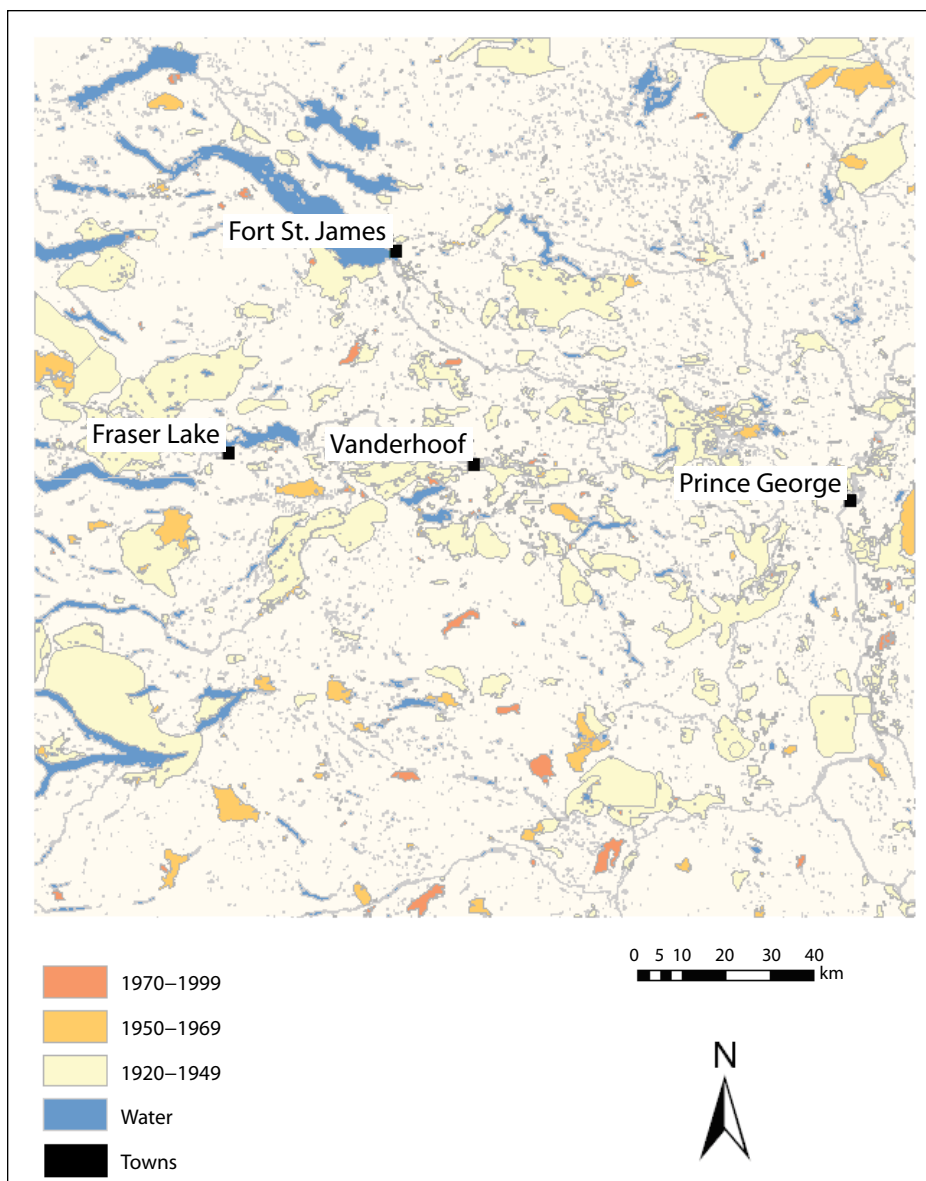 Fort St. James
Fraser Lake
Vanderhoof
Prince George
1970–1999
1950–1969
1920–1949
Water
Towns
0 5 10 20 30 40
km
N